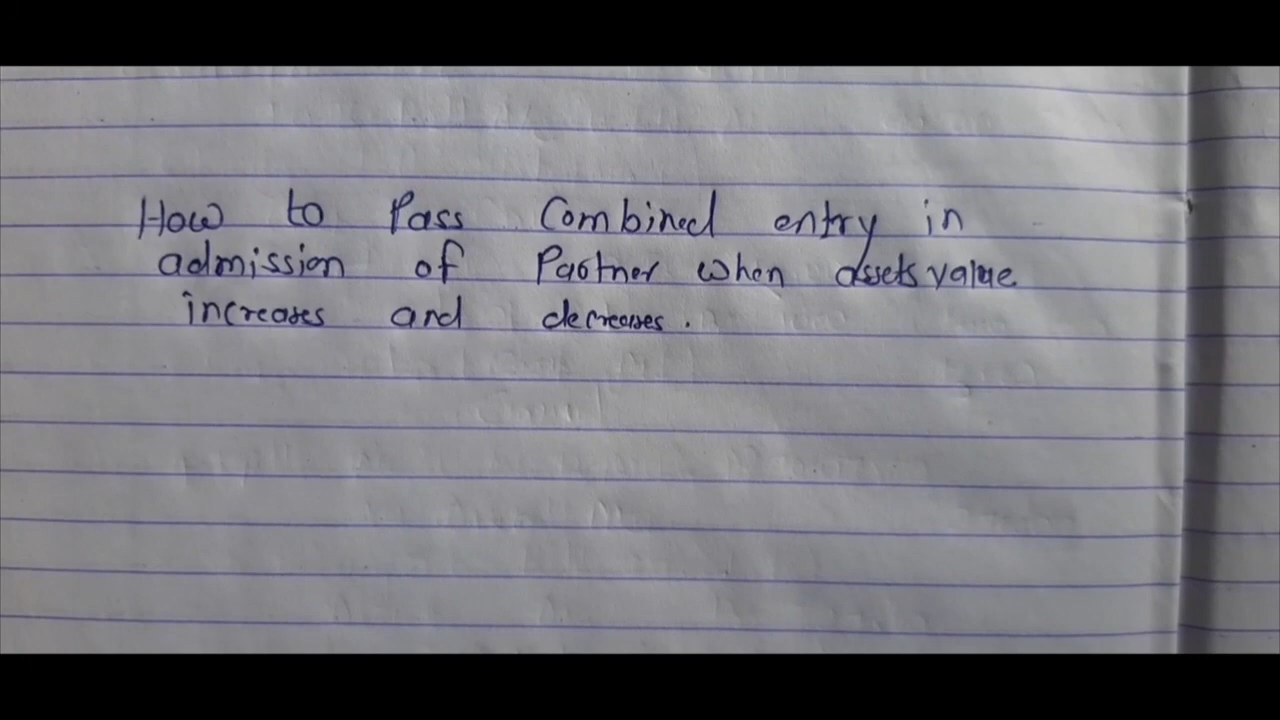 How to Pass Combined entry in
admission of Partner when assets value
increases and decreases.